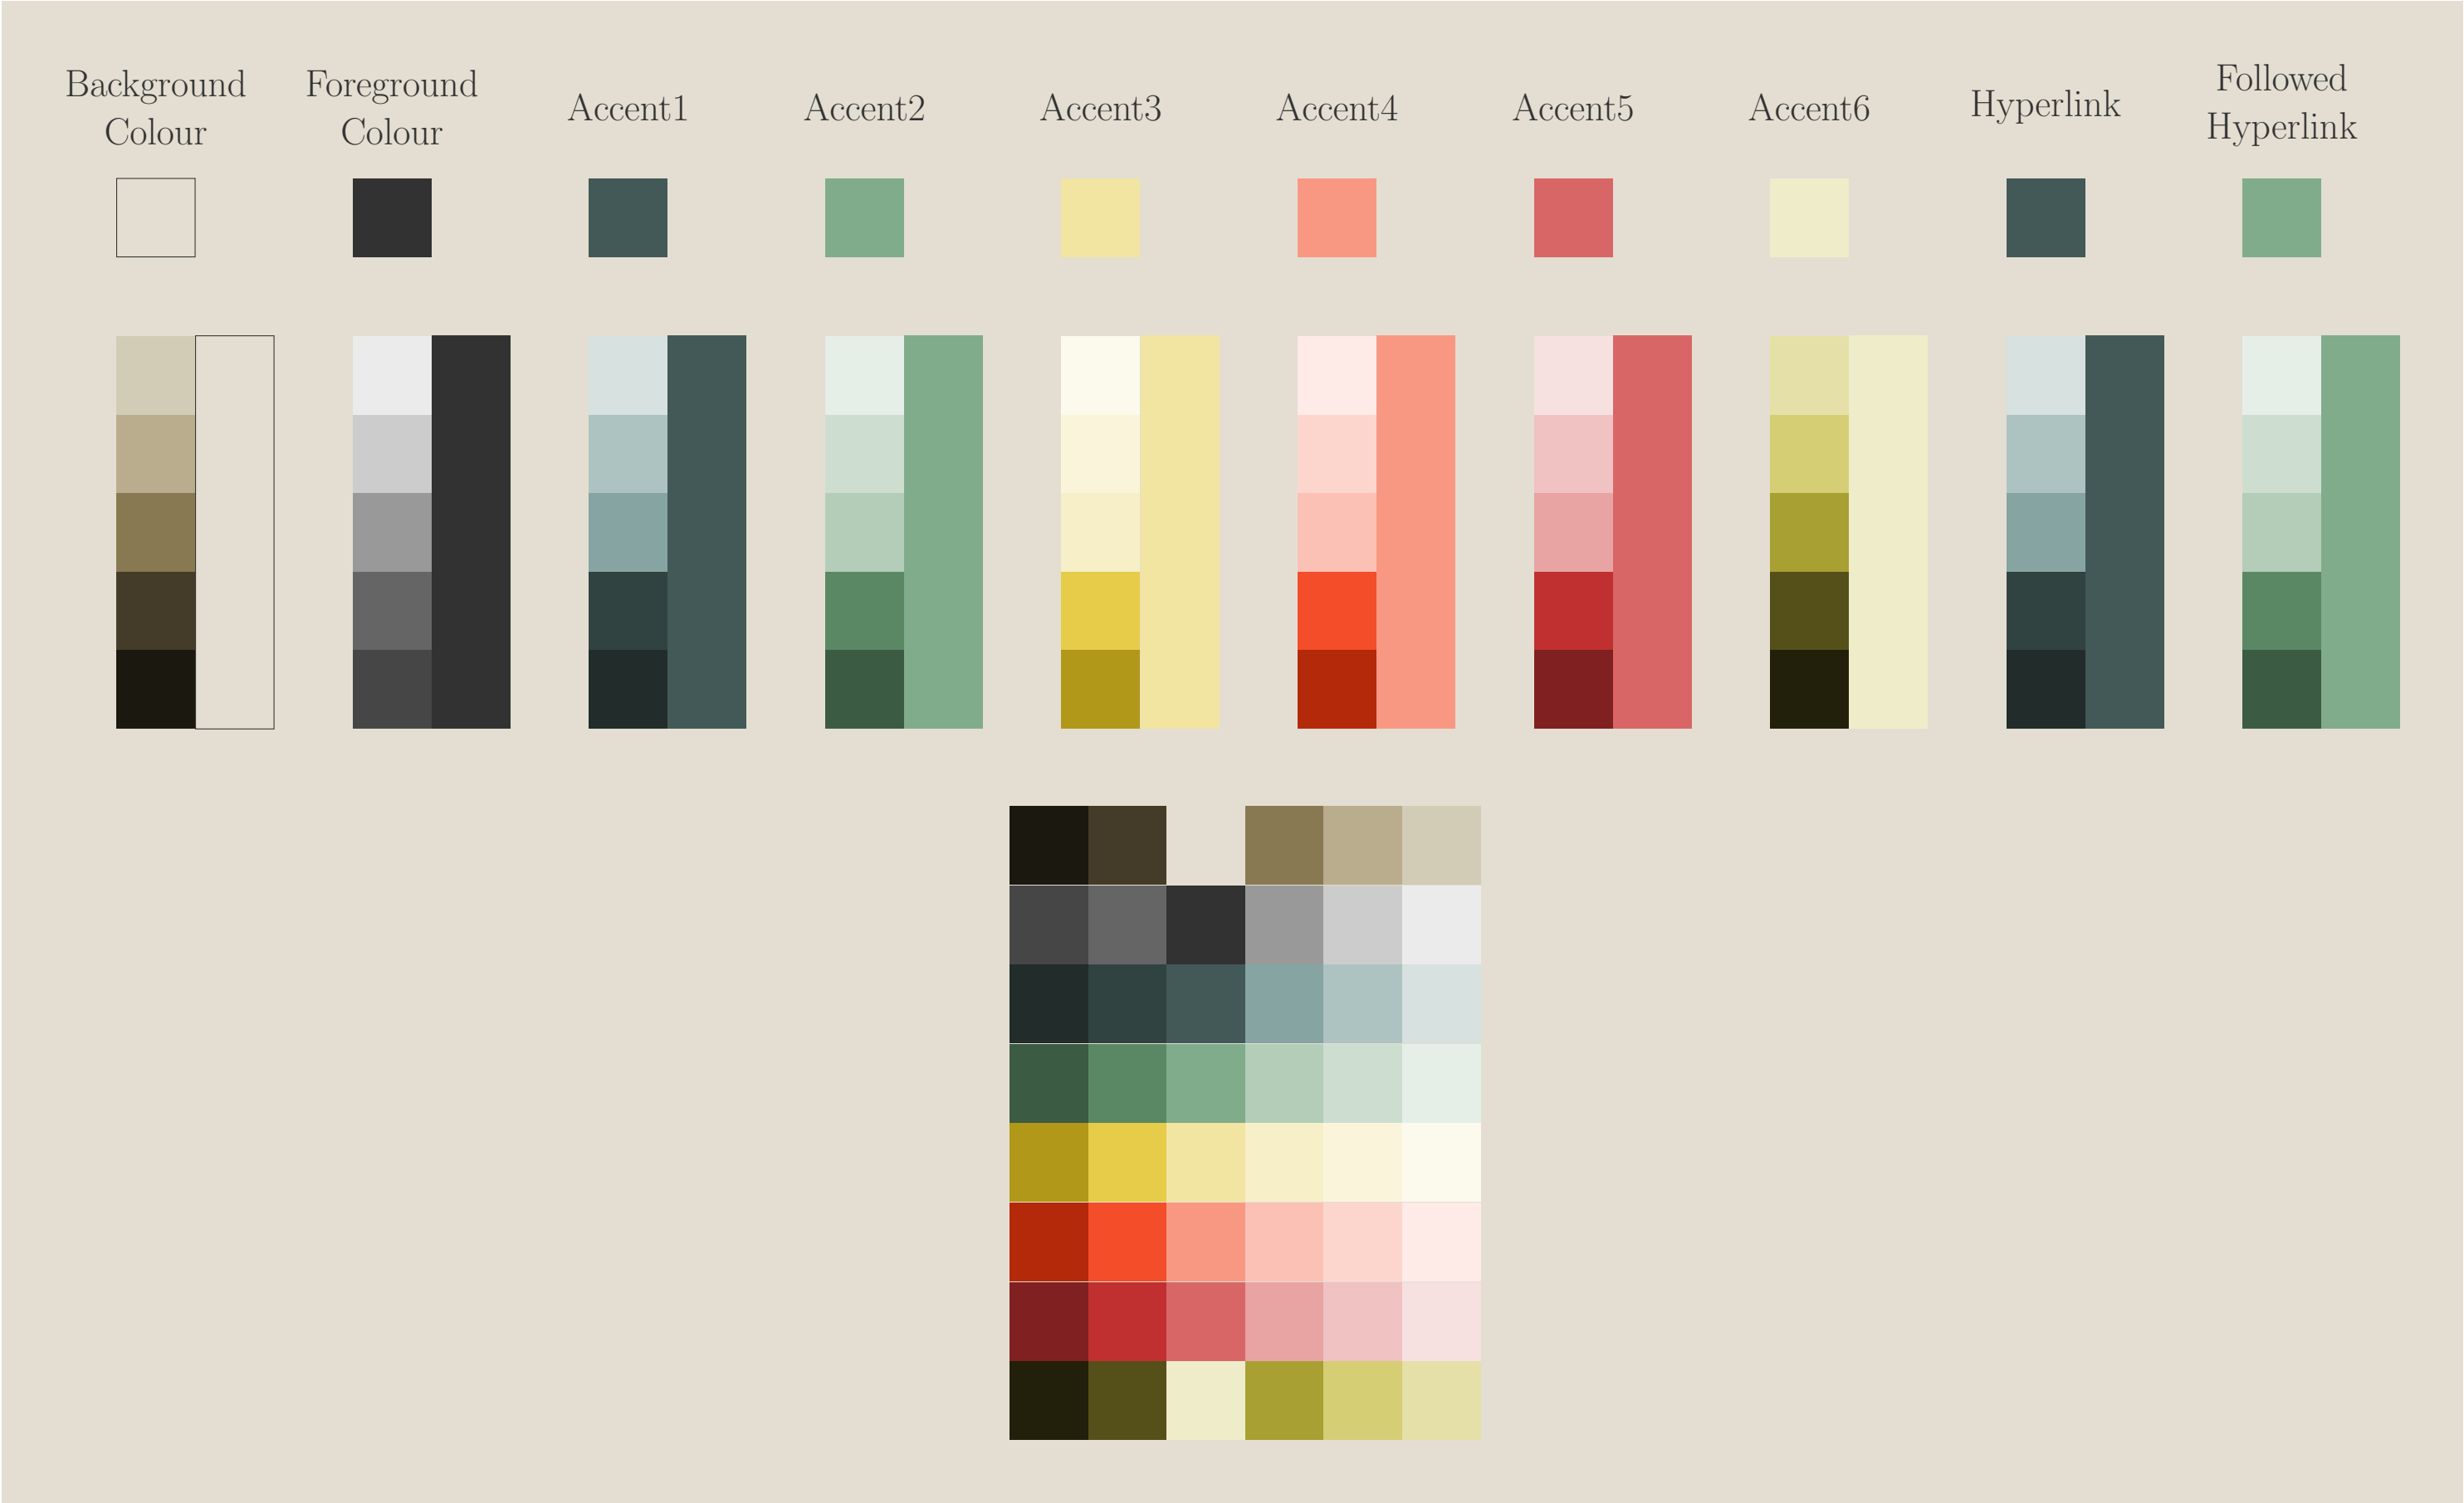 Background
Colour
Foreground
Colour
Accent1
Accent2
Accent3
Accent4
Accent5
Accent6
Hyperlink
Followed
Hyperlink